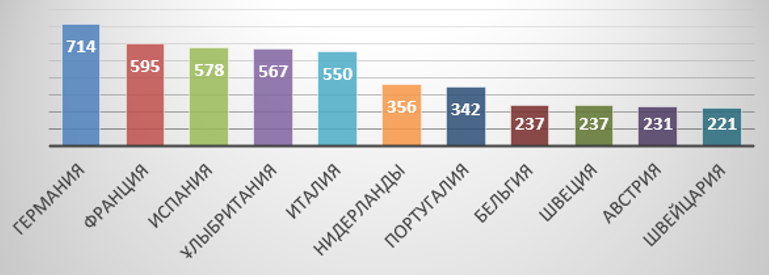 714
595
578
567
550
356
342
237
237
231
221
ГЕРМАНИЯ
ФРАНЦИЯ
ИСПАНИЯ
ҰЛЫБРИТАНИЯ
ИТАЛИЯ
НИДЕРЛАНДЫ
ПОРТУГАЛИЯ
БЕЛЬГИЯ
ШВЕЦИЯ
АВСТРИЯ
ШВЕЙЦАРИЯ